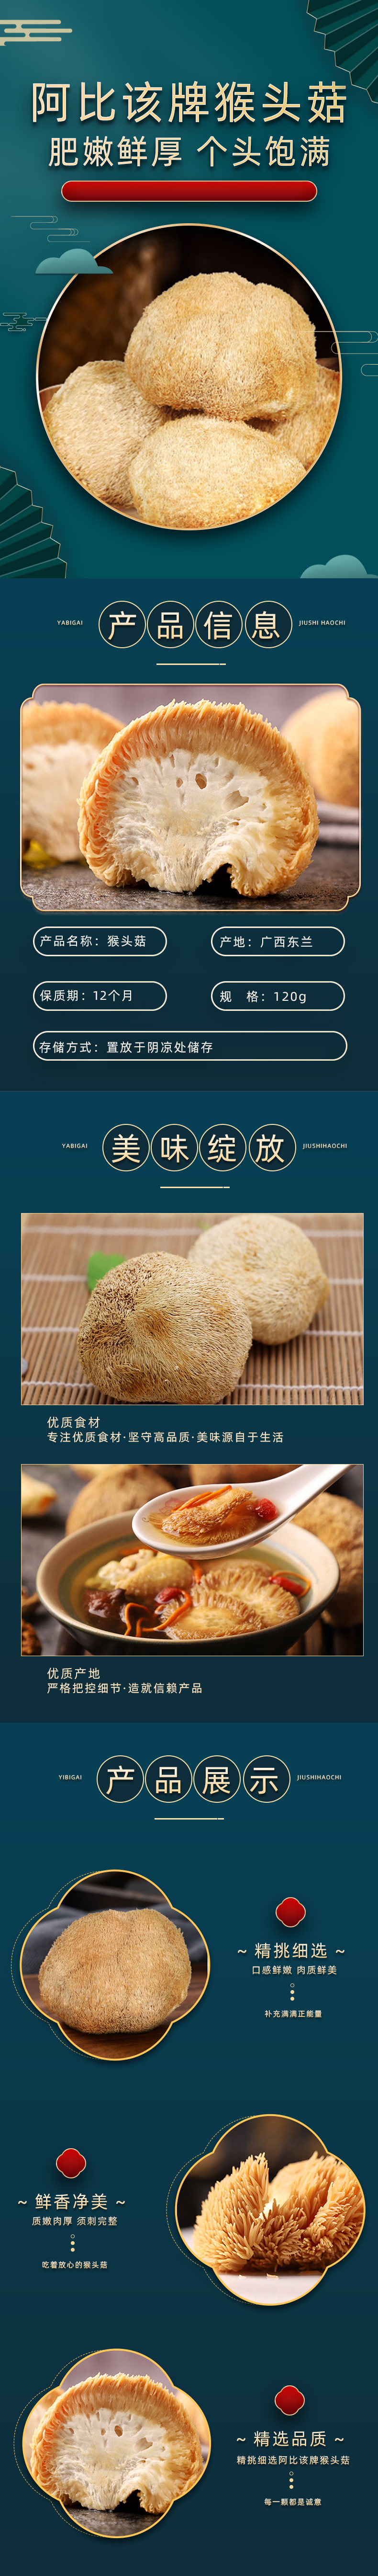 阿比该牌猴头菇
肥嫩鲜厚 个头饱满
YABIGAI
产品信息
JIUSHI HAOCHI
产品名称：猴头菇
产地：广西东兰
保质期：12个月
规 格：120g
存储方式：置放于阴凉处储存
YABIGAI
美味绽放
JIUSHIHAOCHI
优质食材
专注优质食材·坚守高品质·美味源自于生活
优质产地
严格把控细节·造就信赖产品
YIBIGAI
产品展示
JIUSHIHAOCHI
~ 精挑细选 ~
口感鲜嫩 肉质鲜美
补充满满正能量
~ 鲜香净美 ~
质嫩肉厚 须刺完整
吃着放心的猴头菇
~ 精选品质 ~
精挑细选阿比该牌猴头菇
每一颗都是诚意